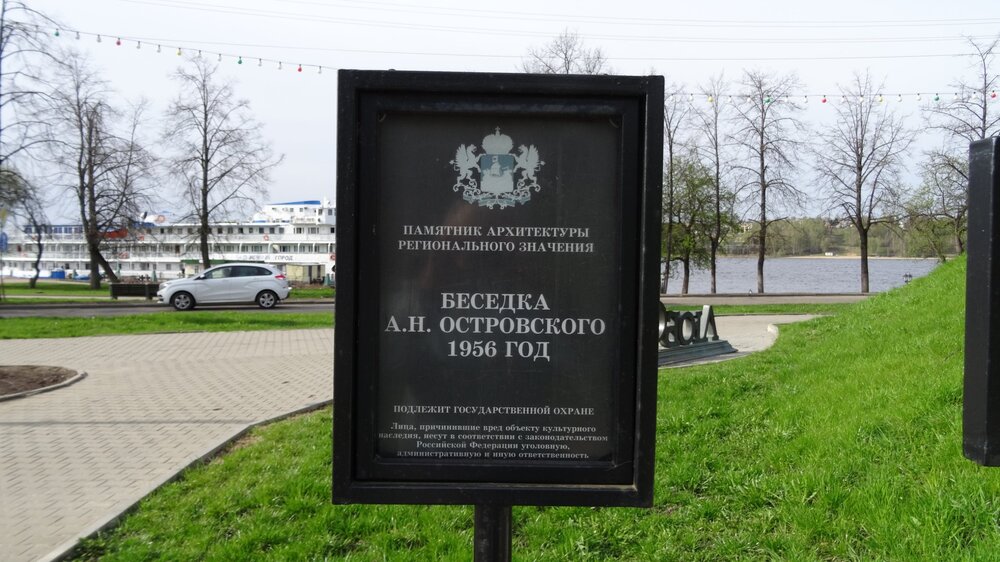 ПАМЯТНИК АРХИТЕКТУРЫ
РЕГИОНАЛЬНОГО ЗНАЧЕНИЯ
БЕСЕДКА
А.Н. ОСТРОВСКОГО
1956 ГОД
ПОДЛЕЖИТ ГОСУДАРСТВЕННОЙ ОХРАНЕ
Лица, причинившие вред объекту культурного
наследия, несут в соответствии с законодательством
Российской Федерации уголовную,
административную и иную ответственность
ГОРОД